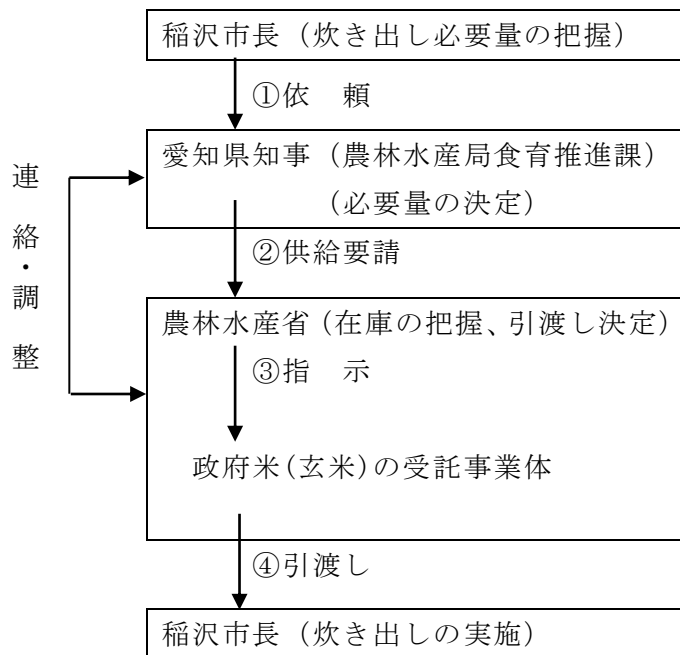 稲沢市長（炊き出し必要量の把握）
①依　頼
愛知県知事（農林水産局食育推進課）
（必要量の決定）
②供給要請
連絡・調整
農林水産省（在庫の把握、引渡し決定）
③指　示
政府米（玄米）の受託事業体
④引渡し
稲沢市長（炊き出しの実施）